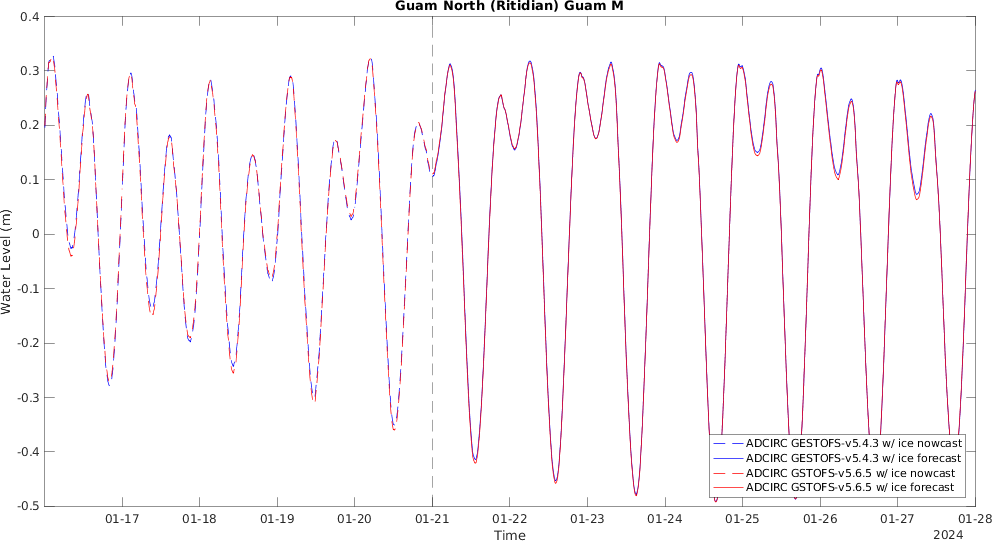 Guam North (Ritidian) Guam M
0.4
0.3
0.2
0.1
0
-0.1
-0.2
-0.3
-0.4
-0.5
Water Level (m)
ADCIRC GESTOFS-v5.4.3 w/ ice nowcast
ADCIRC GESTOFS-v5.4.3 w/ ice forecast
ADCIRC GSTOFS-v5.6.5 w/ ice nowcast
ADCIRC GSTOFS-v5.6.5 w/ ice forecast
01-17 01-18 01-19 01-20 01-21 01-22 01-23 01-24 01-25 01-26 01-27 01-28
Time
2024